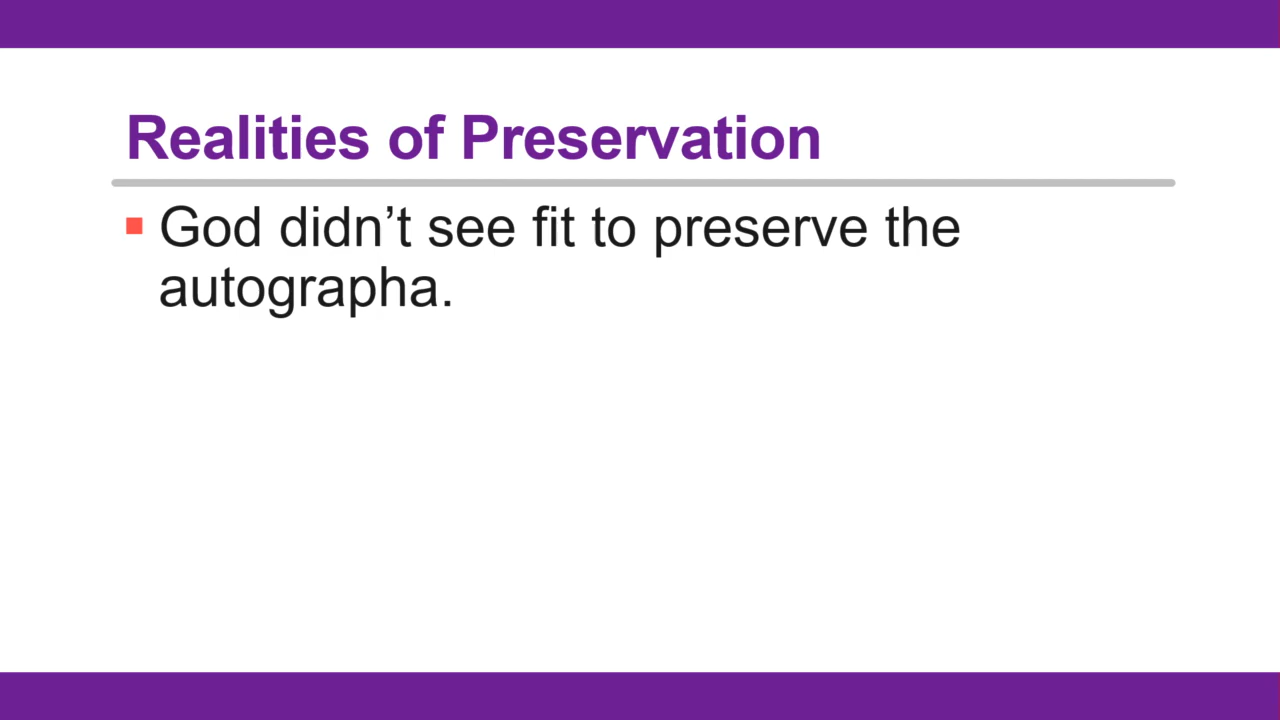 Realities of Preservation
God didn’t see fit to preserve the
autographa.